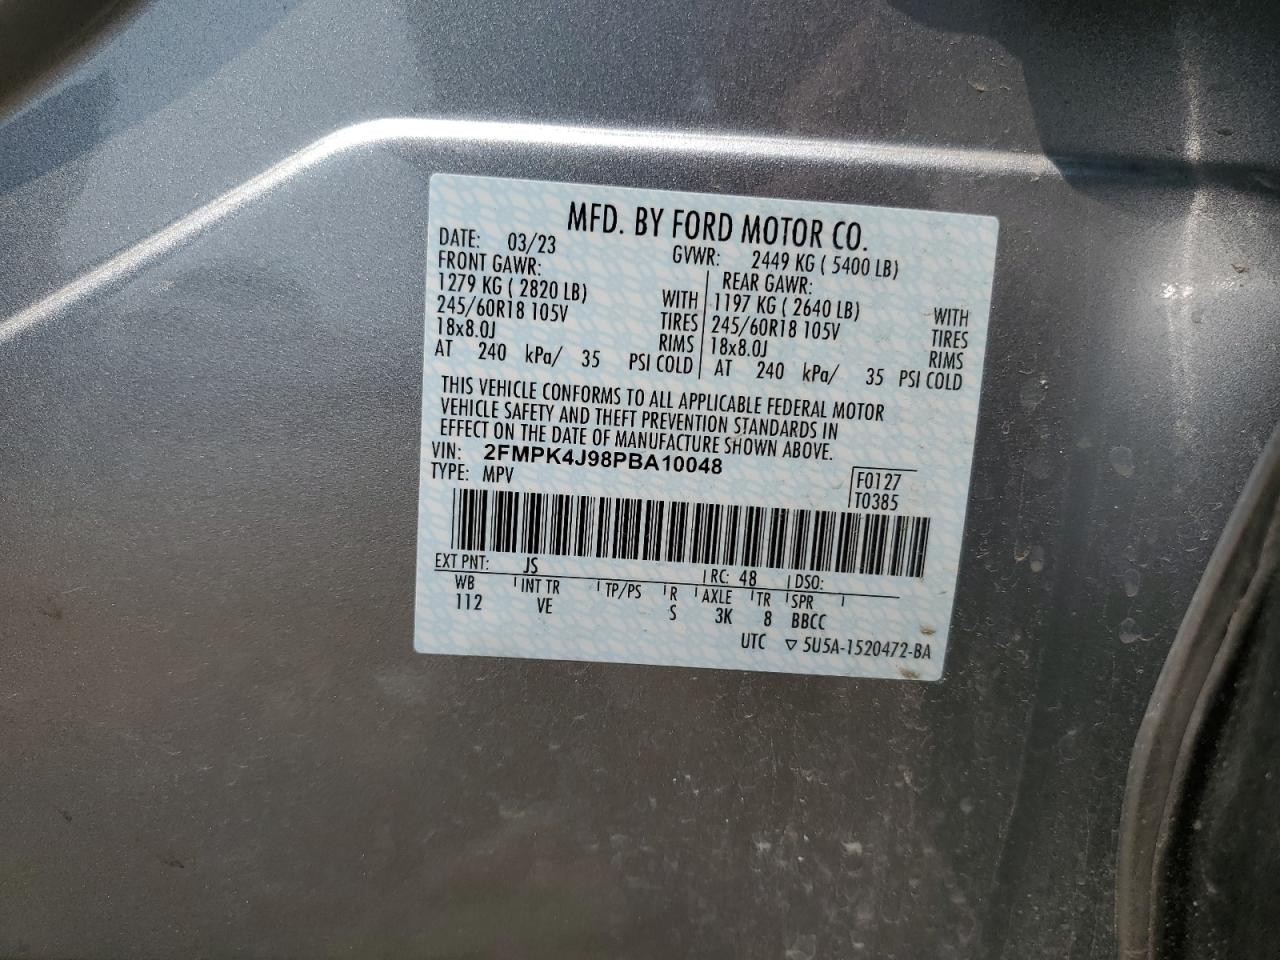 MFD. BY FORD MOTOR CO.
DATE: 03/23 GVWR: 2449 KG ( 5400 LB)
FRONT GAWR: REAR GAWR:
1279 KG ( 2820 LB) WITH 1197 KG ( 2640 LB) WITH
245/60R18 105V TIRES 245/60R18 105V TIRES
18x8.0J RIMS 18x8.0J RIMS
AT 240 kPa/ 35 PSI COLD AT 240 kPa/ 35 PSI COLD
THIS VEHICLE CONFORMS TO ALL APPLICABLE FEDERAL MOTOR
VEHICLE SAFETY AND THEFT PREVENTION STANDARDS IN
EFFECT ON THE DATE OF MANUFACTURE SHOWN ABOVE.
VIN: 2FMPK4J98PBA10048
TYPE: MPV F0127
T0385
EXT PNT: JS RC: 48 DSO:
WB INT TR TP/PS R AXLE TR SPR
112 VE S 3K 8 BBCC
UTC ▽ 5U5A-1520472-BA